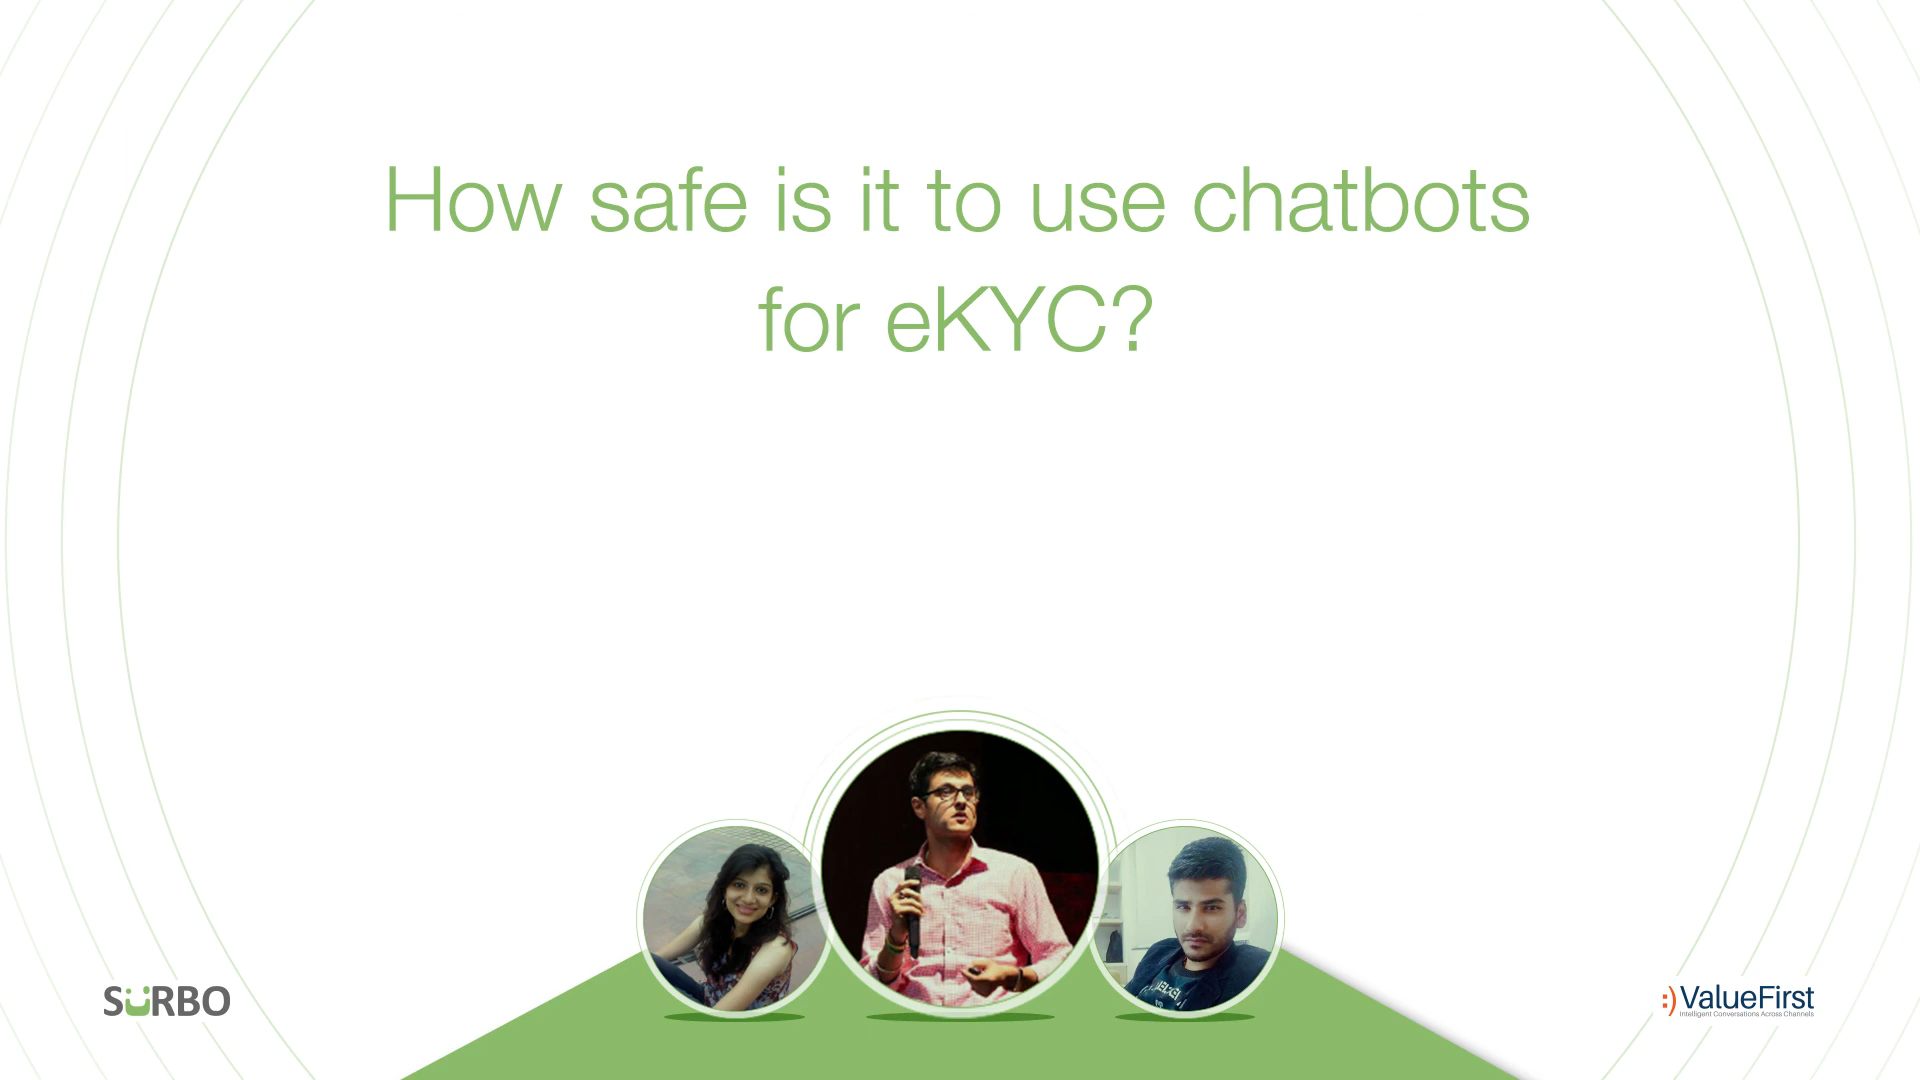 How safe is it to use chatbots
for eKYC?
SURBO
:) ValueFirst
Intelligent Conversations Across Channels